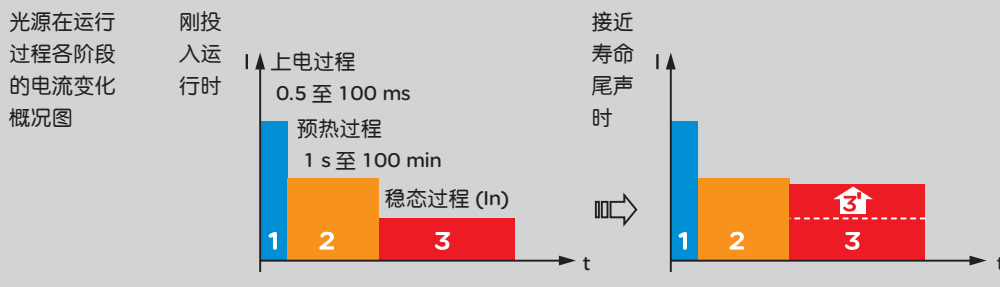 光源在运行
过程各阶段
的电流变化
概况图
刚投
入运
行时
I
上电过程
0.5 至 100 ms
预热过程
1 s 至 100 min
稳态过程 (In)
1
2
3
t
接近
寿命
尾声
时
I
3'
1
2
3
t